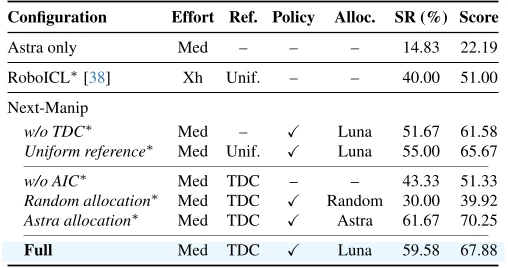 Configuration Effort Ref. Policy Alloc. SR (%) Score
Astra only Med – – – 14.83 22.19
RoboICL* [38] Xh Unif. – – 40.00 51.00
Next-Manip
w/o TDC* Med – ✓ Luna 51.67 61.58
Uniform reference* Med Unif. ✓ Luna 55.00 65.67
w/o AIC* Med TDC – – 43.33 51.33
Random allocation* Med TDC ✓ Random 30.00 39.92
Astra allocation* Med TDC ✓ Astra 61.67 70.25
Full Med TDC ✓ Luna 59.58 67.88